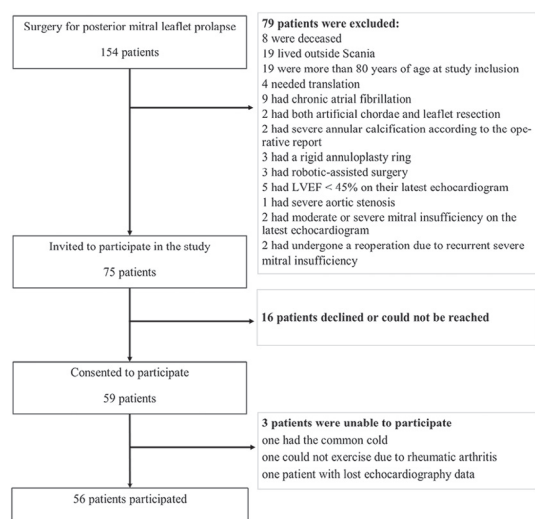 Surgery for posterior mitral leaflet prolapse
154 patients
79 patients were excluded:
8 were deceased
19 lived outside Scania
19 were more than 80 years of age at study inclusion
4 needed translation
9 had chronic atrial fibrillation
2 had both artificial chordae and leaflet resection
2 had severe annular calcification according to the ope-
rative report
3 had a rigid annuloplasty ring
3 had robotic-assisted surgery
5 had LVEF < 45% on their latest echocardiogram
1 had severe aortic stenosis
2 had moderate or severe mitral insufficiency on the
latest echocardiogram
2 had undergone a reoperation due to recurrent severe
mitral insufficiency
Invited to participate in the study
75 patients
16 patients declined or could not be reached
Consented to participate
59 patients
3 patients were unable to participate
one had the common cold
one could not exercise due to rheumatic arthritis
one patient with lost echocardiography data
56 patients participated